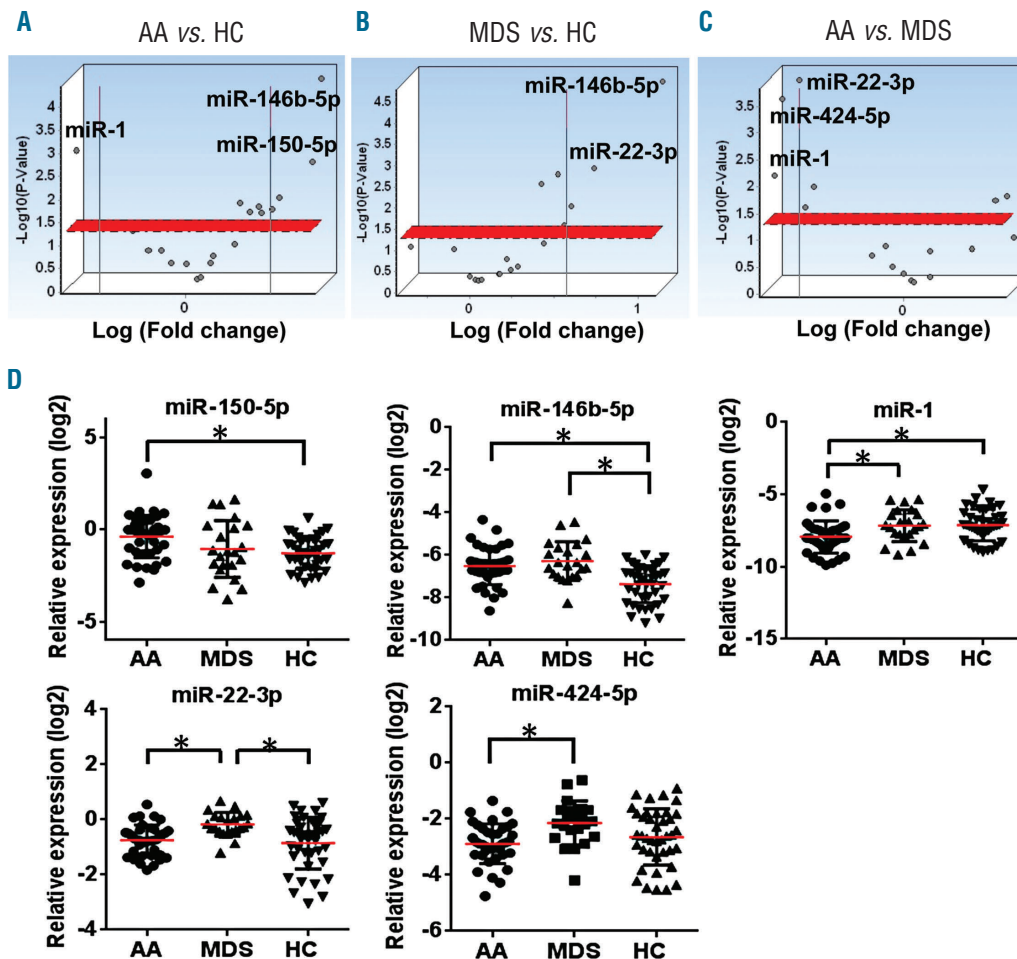 A
AA vs. HC
B
MDS vs. HC
C
AA vs. MDS
-Log10(P-Value)
4
3.5
3
2.5
2
1.5
1
0.5
0
miR-146b-5p
miR-1
miR-150-5p
0
Log (Fold change)
-Log10(P-Value)
4.5
4
3.5
3
2.5
2
1.5
1
0.5
0
miR-146b-5p
miR-22-3p
0
1
Log (Fold change)
-Log10(P-Value)
3.5
3
2.5
2
1.5
1
0.5
0
miR-22-3p
miR-424-5p
miR-1
0
Log (Fold change)
D
miR-150-5p
Relative expression (log2)
5
0
-5
*
AA MDS HC
miR-146b-5p
Relative expression (log2)
0
-2
-4
-6
-8
-10
*
*
AA MDS HC
miR-1
Relative expression (log2)
0
-5
-10
-15
*
*
AA MDS HC
miR-22-3p
Relative expression (log2)
4
2
0
-2
-4
*
*
AA MDS HC
miR-424-5p
Relative expression (log2)
2
0
-2
-4
-6
*
AA MDS HC